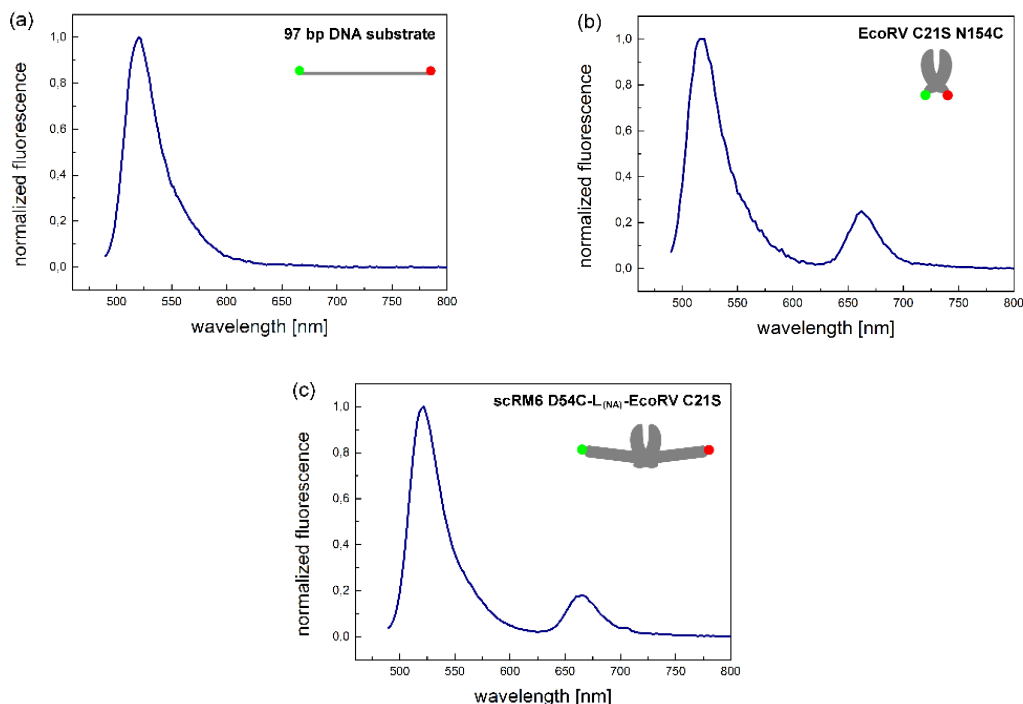 (a)
97 bp DNA substrate
normalized fluorescence
1,0
0,8
0,6
0,4
0,2
0,0
500 550 600 650 700 750 800
wavelength [nm]
(b)
EcoRV C21S N154C
normalized fluorescence
1,0
0,8
0,6
0,4
0,2
0,0
500 550 600 650 700 750 800
wavelength [nm]
(c)
scRM6 D54C-L(NA)-EcoRV C21S
normalized fluorescence
1,0
0,8
0,6
0,4
0,2
0,0
500 550 600 650 700 750 800
wavelength [nm]